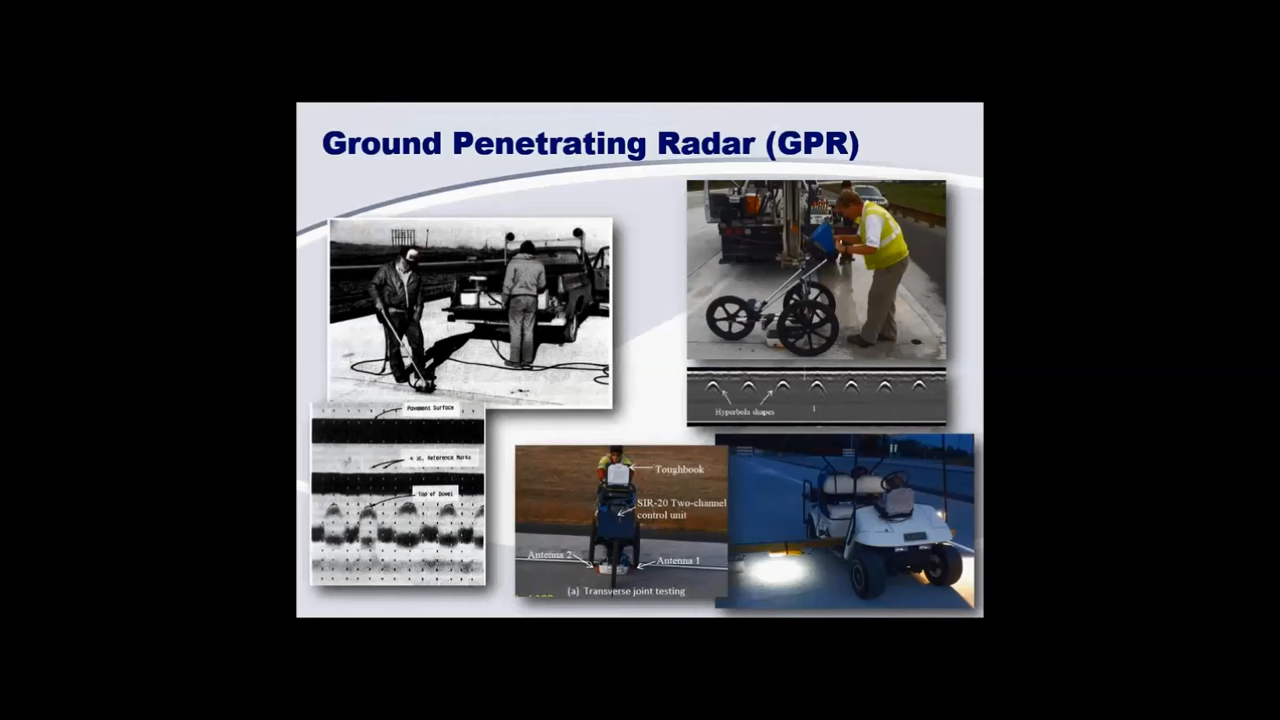 Ground Penetrating Radar (GPR)
Pavement Surface
4 in. Reference Marks
Top of Dowel
Hyperbola shapes
1
Toughbook
SIR-20 Two-channel
control unit
Antenna 2
Antenna 1
(a) Transverse joint testing